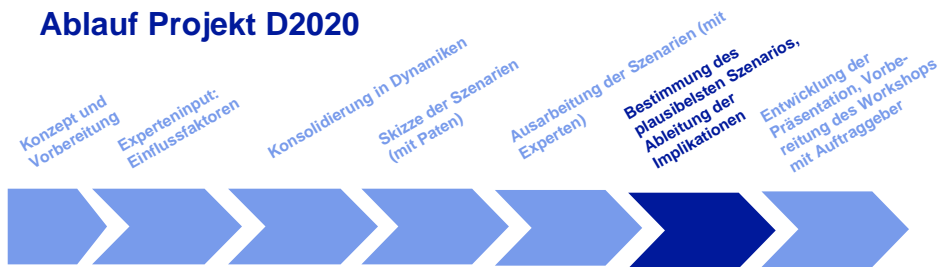 Ablauf Projekt D2020
Konzept und
Vorbereitung
Experteninput:
Einflussfaktoren
Konsolidierung in Dynamiken
Skizze der Szenarien
(mit Paten)
Ausarbeitung der Szenarien (mit
Experten)
Bestimmung des
plausibelsten Szenarios,
Ableitung der
Implikationen
Entwicklung der
Präsentation, Vorbe-
reitung des Workshops
mit Auftraggeber